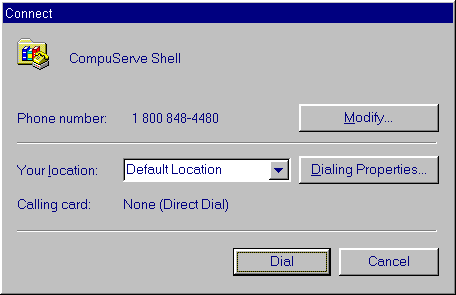 Connect
CompuServe Shell
Phone number: 1 800 848-4480 Modify...
Your location: Default Location Dialing Properties...
Calling card: None (Direct Dial)
Dial Cancel